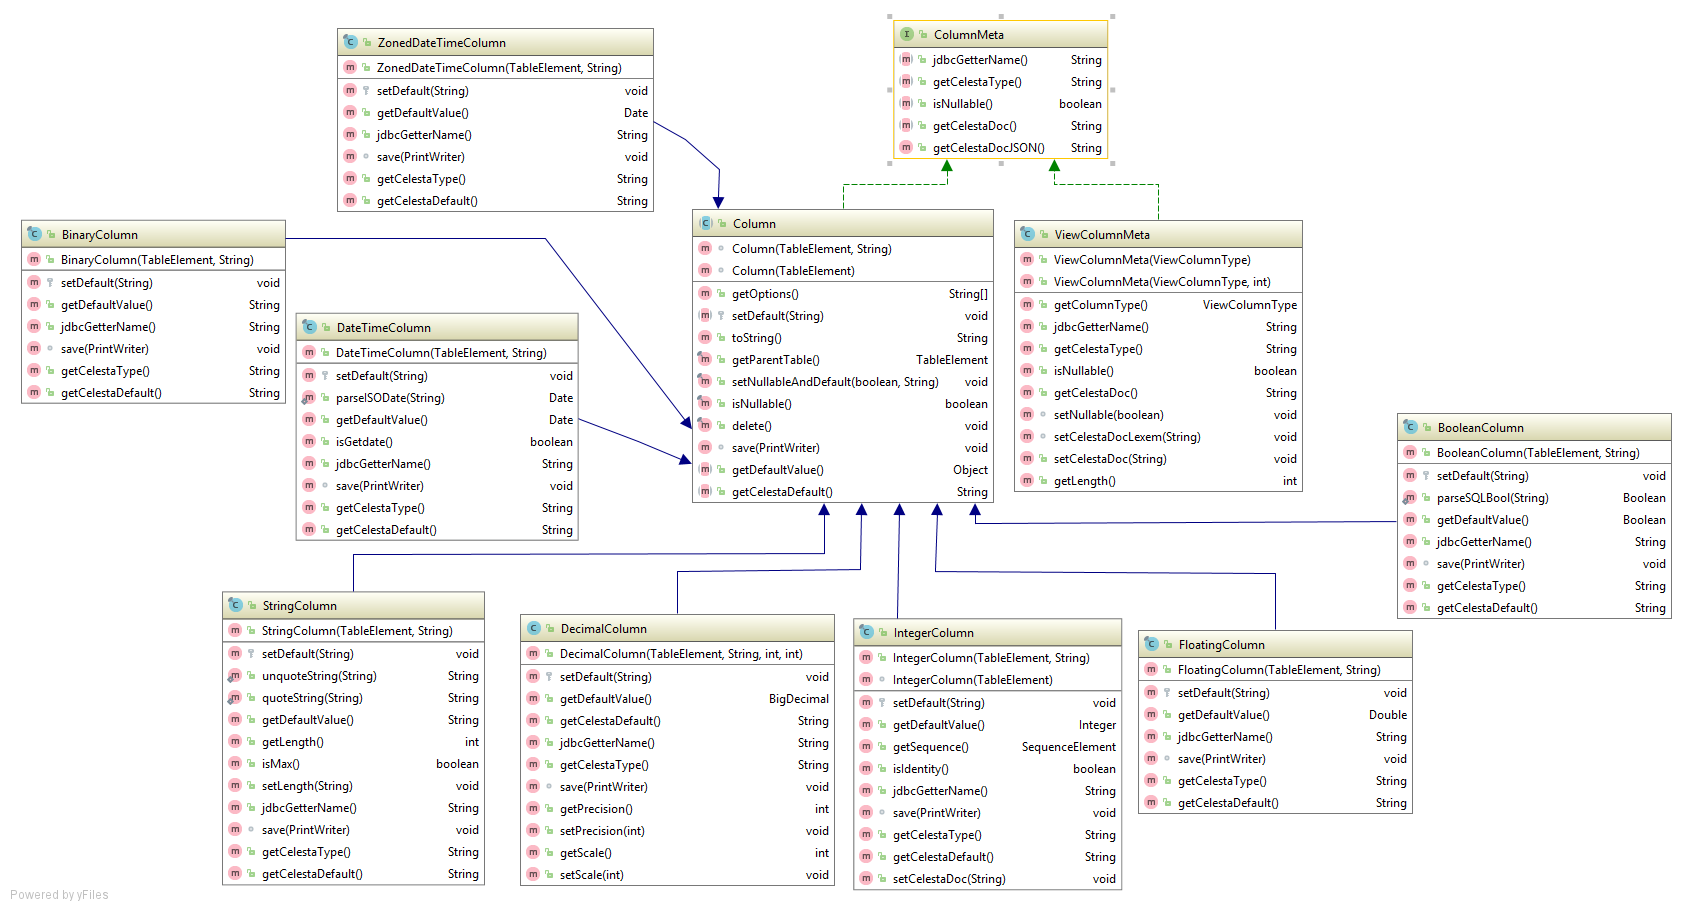 ZonedDateTimeColumn
ZonedDateTimeColumn(TableElement, String)
setDefault(String) void
getDefaultValue() Date
jdbcGetterName() String
save(PrintWriter) void
getCelestaType() String
getCelestaDefault() String
ColumnMeta
jdbcGetterName() String
getCelestaType() String
isNullable() boolean
getCelestaDoc() String
getCelestaDocJSON() String
BinaryColumn
BinaryColumn(TableElement, String)
setDefault(String) void
getDefaultValue() String
jdbcGetterName() String
save(PrintWriter) void
getCelestaType() String
getCelestaDefault() String
DateTimeColumn
DateTimeColumn(TableElement, String)
setDefault(String) void
parseISODate(String) Date
getDefaultValue() Date
isGetdate() boolean
jdbcGetterName() String
save(PrintWriter) void
getCelestaType() String
getCelestaDefault() String
Column
Column(TableElement, String)
Column(TableElement)
getOptions() String[]
setDefault(String) void
toString() String
getParentTable() TableElement
setNullableAndDefault(boolean, String) void
isNullable() boolean
delete() void
save(PrintWriter) void
getDefaultValue() Object
getCelestaDefault() String
ViewColumnMeta
ViewColumnMeta(ViewColumnType)
ViewColumnMeta(ViewColumnType, int)
getColumnType() ViewColumnType
jdbcGetterName() String
getCelestaType() String
isNullable() boolean
getCelestaDoc() String
setNullable(boolean) void
setCelestaDocLexem(String) void
setCelestaDoc(String) void
getLength() int
BooleanColumn
BooleanColumn(TableElement, String)
setDefault(String) void
parseSQLBool(String) Boolean
getDefaultValue() Boolean
jdbcGetterName() String
save(PrintWriter) void
getCelestaType() String
getCelestaDefault() String
StringColumn
StringColumn(TableElement, String)
setDefault(String) void
unquoteString(String) String
quoteString(String) String
getDefaultValue() String
getLength() int
isMax() boolean
setLength(String) void
jdbcGetterName() String
save(PrintWriter) void
getCelestaType() String
getCelestaDefault() String
DecimalColumn
DecimalColumn(TableElement, String, int, int)
setDefault(String) void
getDefaultValue() BigDecimal
getCelestaDefault() String
jdbcGetterName() String
getCelestaType() String
save(PrintWriter) void
getPrecision() int
setPrecision(int) void
getScale() int
setScale(int) void
IntegerColumn
IntegerColumn(TableElement, String)
IntegerColumn(TableElement)
setDefault(String) void
getDefaultValue() Integer
getSequence() SequenceElement
isIdentity() boolean
jdbcGetterName() String
save(PrintWriter) void
getCelestaType() String
getCelestaDefault() String
setCelestaDoc(String) void
FloatingColumn
FloatingColumn(TableElement, String)
setDefault(String) void
getDefaultValue() Double
jdbcGetterName() String
save(PrintWriter) void
getCelestaType() String
getCelestaDefault() String
Powered by yFiles